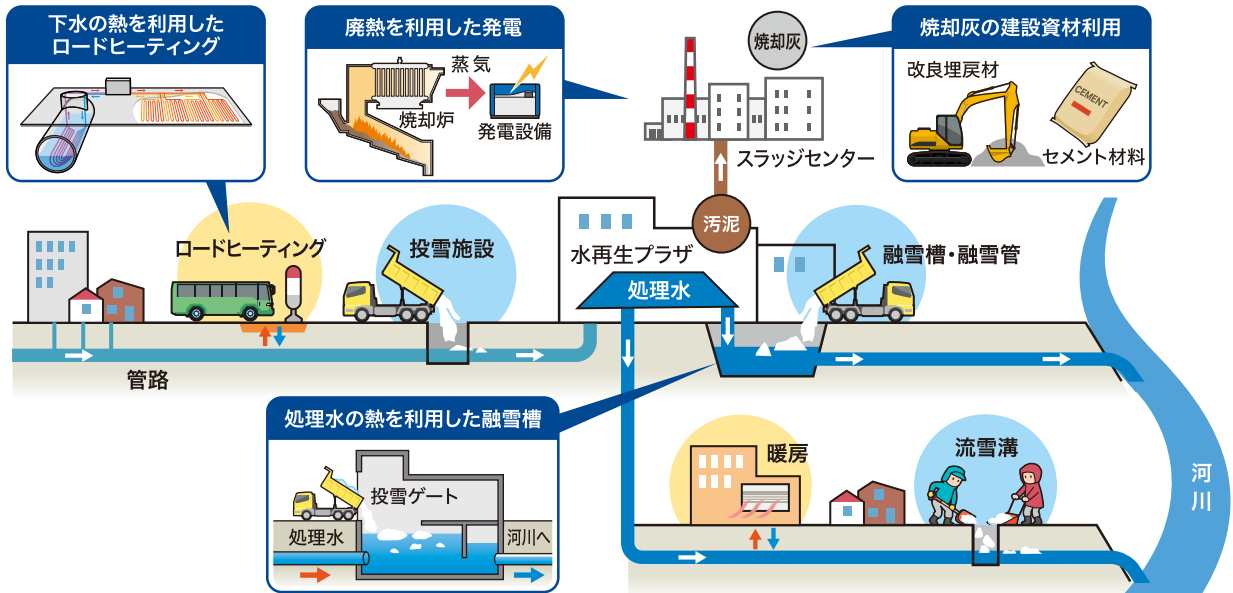 下水の熱を利用した
ロードヒーティング
廃熱を利用した発電
蒸気
焼却炉
発電設備
焼却灰
焼却灰の建設資材利用
改良埋戻材
CEMENT
セメント材料
スラッジセンター
汚泥
ロードヒーティング
投雪施設
水再生プラザ
処理水
融雪槽・融雪管
管路
処理水の熱を利用した融雪槽
投雪ゲート
処理水
河川へ
暖房
流雪溝
河川